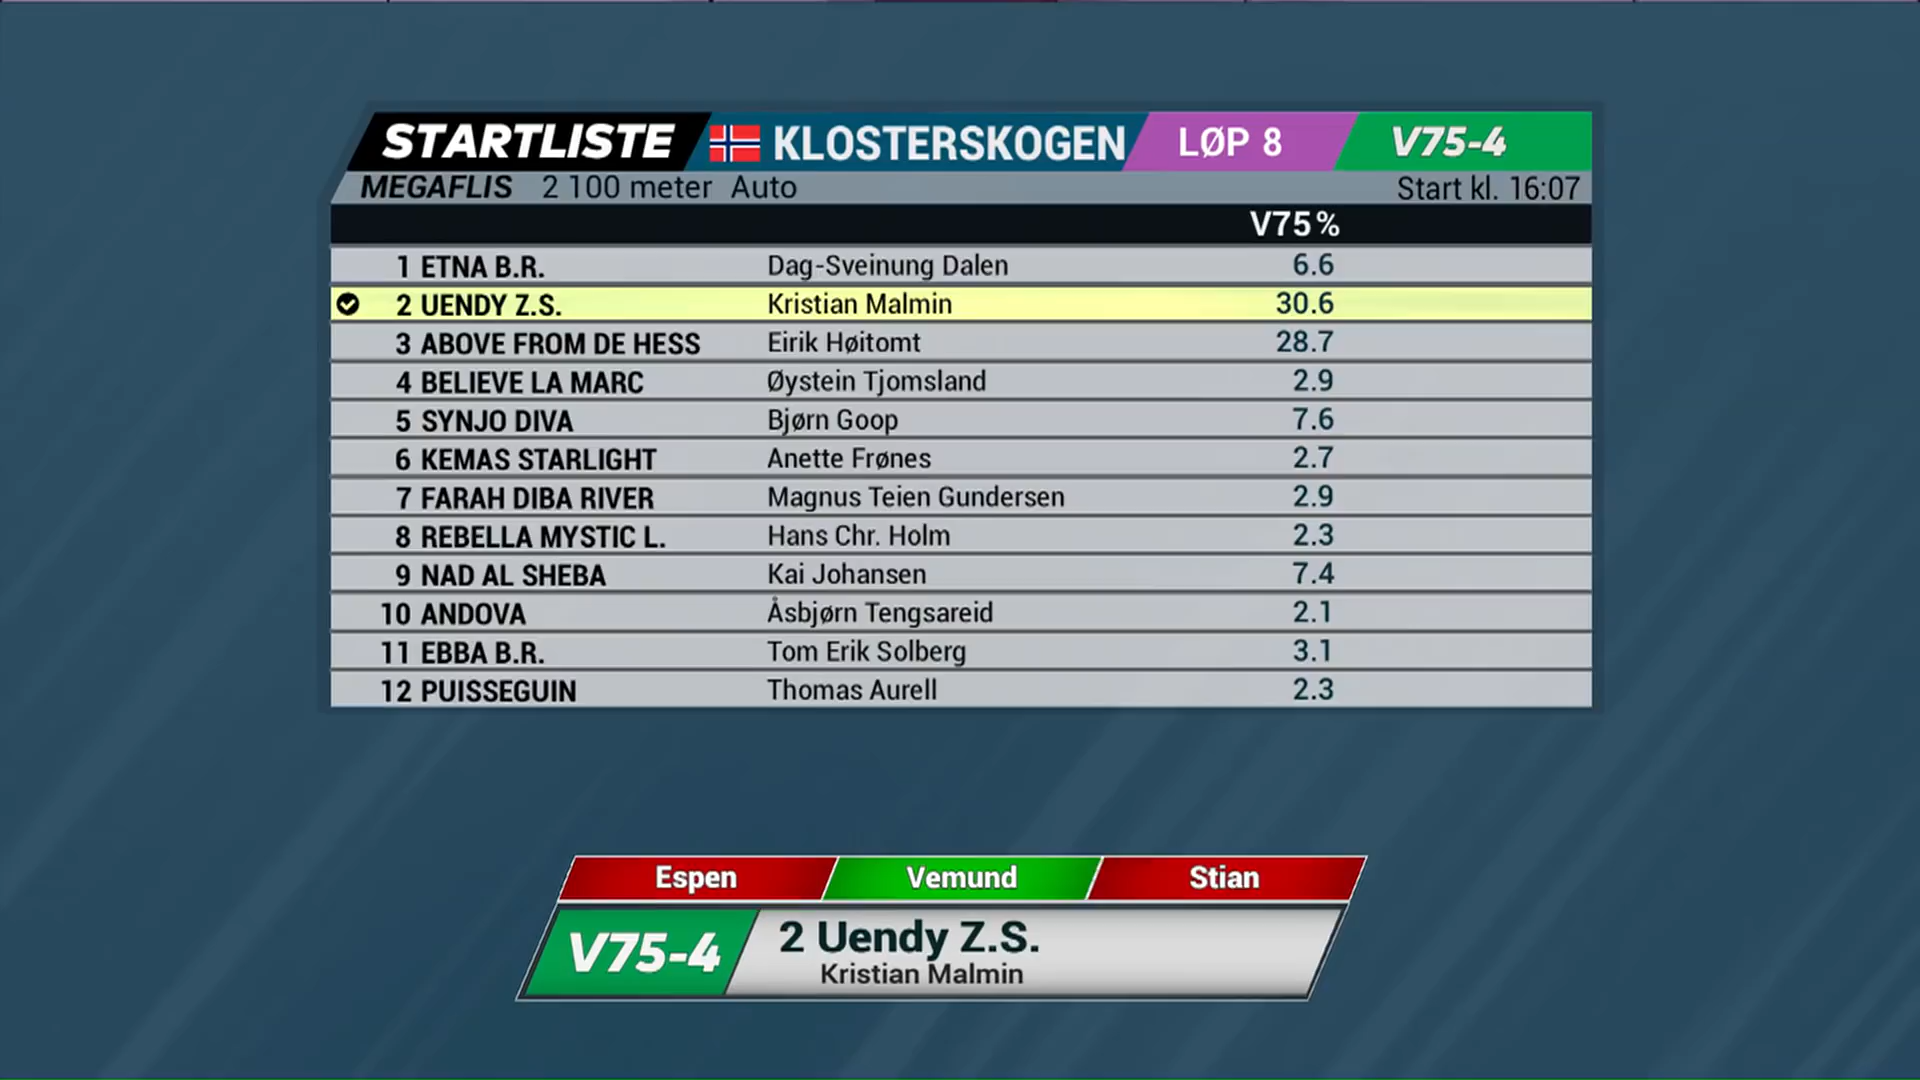 STARTLISTE KLOSTERSKOGEN LØP 8 V75-4
MEGAFLIS 2 100 meter Auto Start kl. 16:07
V75%
1 ETNA B.R. Dag-Sveinung Dalen 6.6
2 UENDY Z.S. Kristian Malmin 30.6
3 ABOVE FROM DE HESS Eirik Høitomt 28.7
4 BELIEVE LA MARC Øystein Tjomsland 2.9
5 SYNJO DIVA Bjørn Goop 7.6
6 KEMAS STARLIGHT Anette Frønes 2.7
7 FARAH DIBA RIVER Magnus Teien Gundersen 2.9
8 REBELLA MYSTIC L. Hans Chr. Holm 2.3
9 NAD AL SHEBA Kai Johansen 7.4
10 ANDOVA Åsbjørn Tengsareid 2.1
11 EBBA B.R. Tom Erik Solberg 3.1
12 PUISSEGUIN Thomas Aurell 2.3
Espen Vemund Stian
V75-4 2 Uendy Z.S.
Kristian Malmin